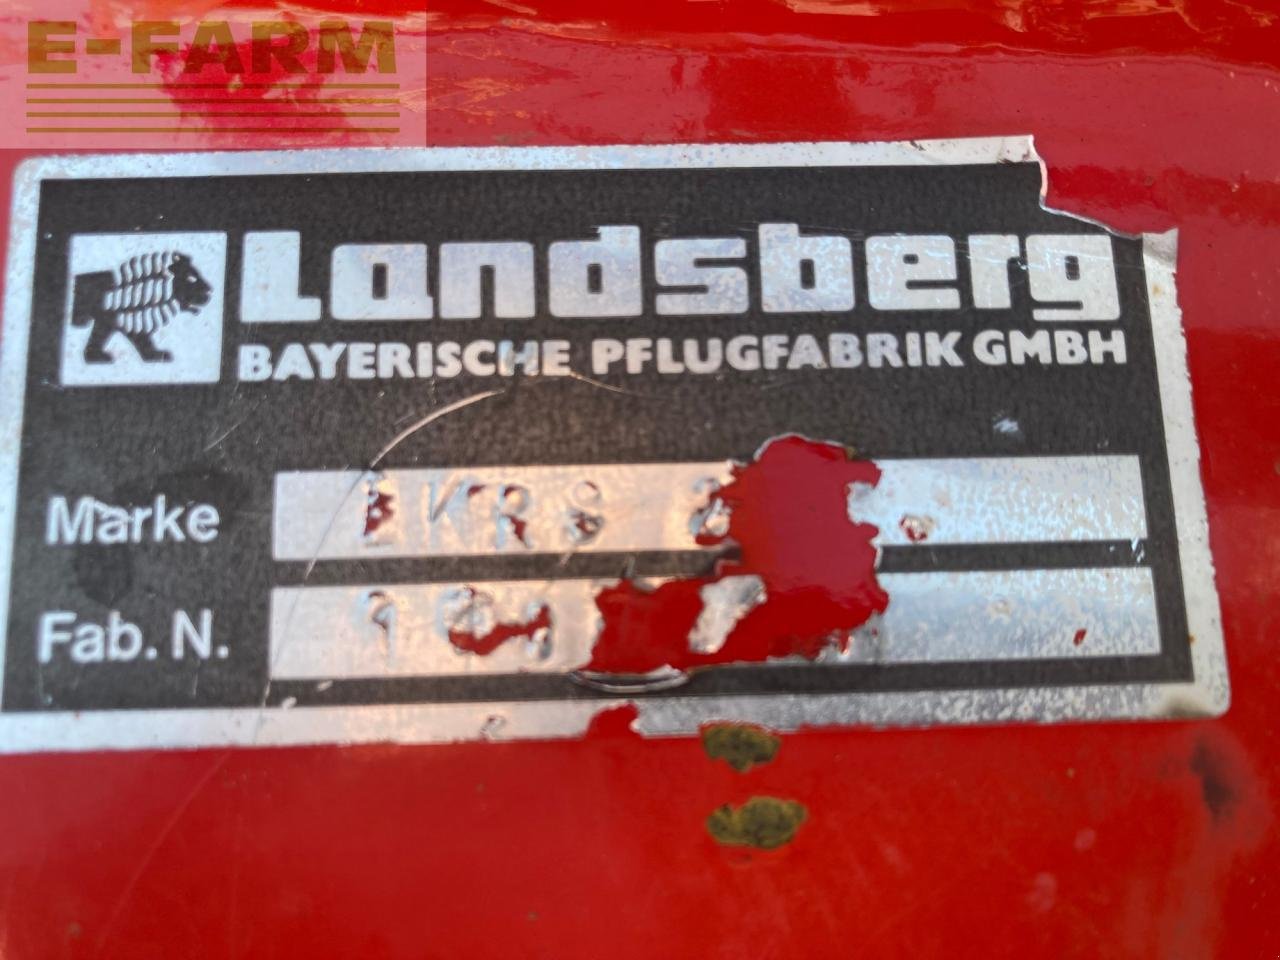 E-FARM
Landsberg
BAYERISCHE PFLUGFABRIK GMBH
Marke
Fab. N.